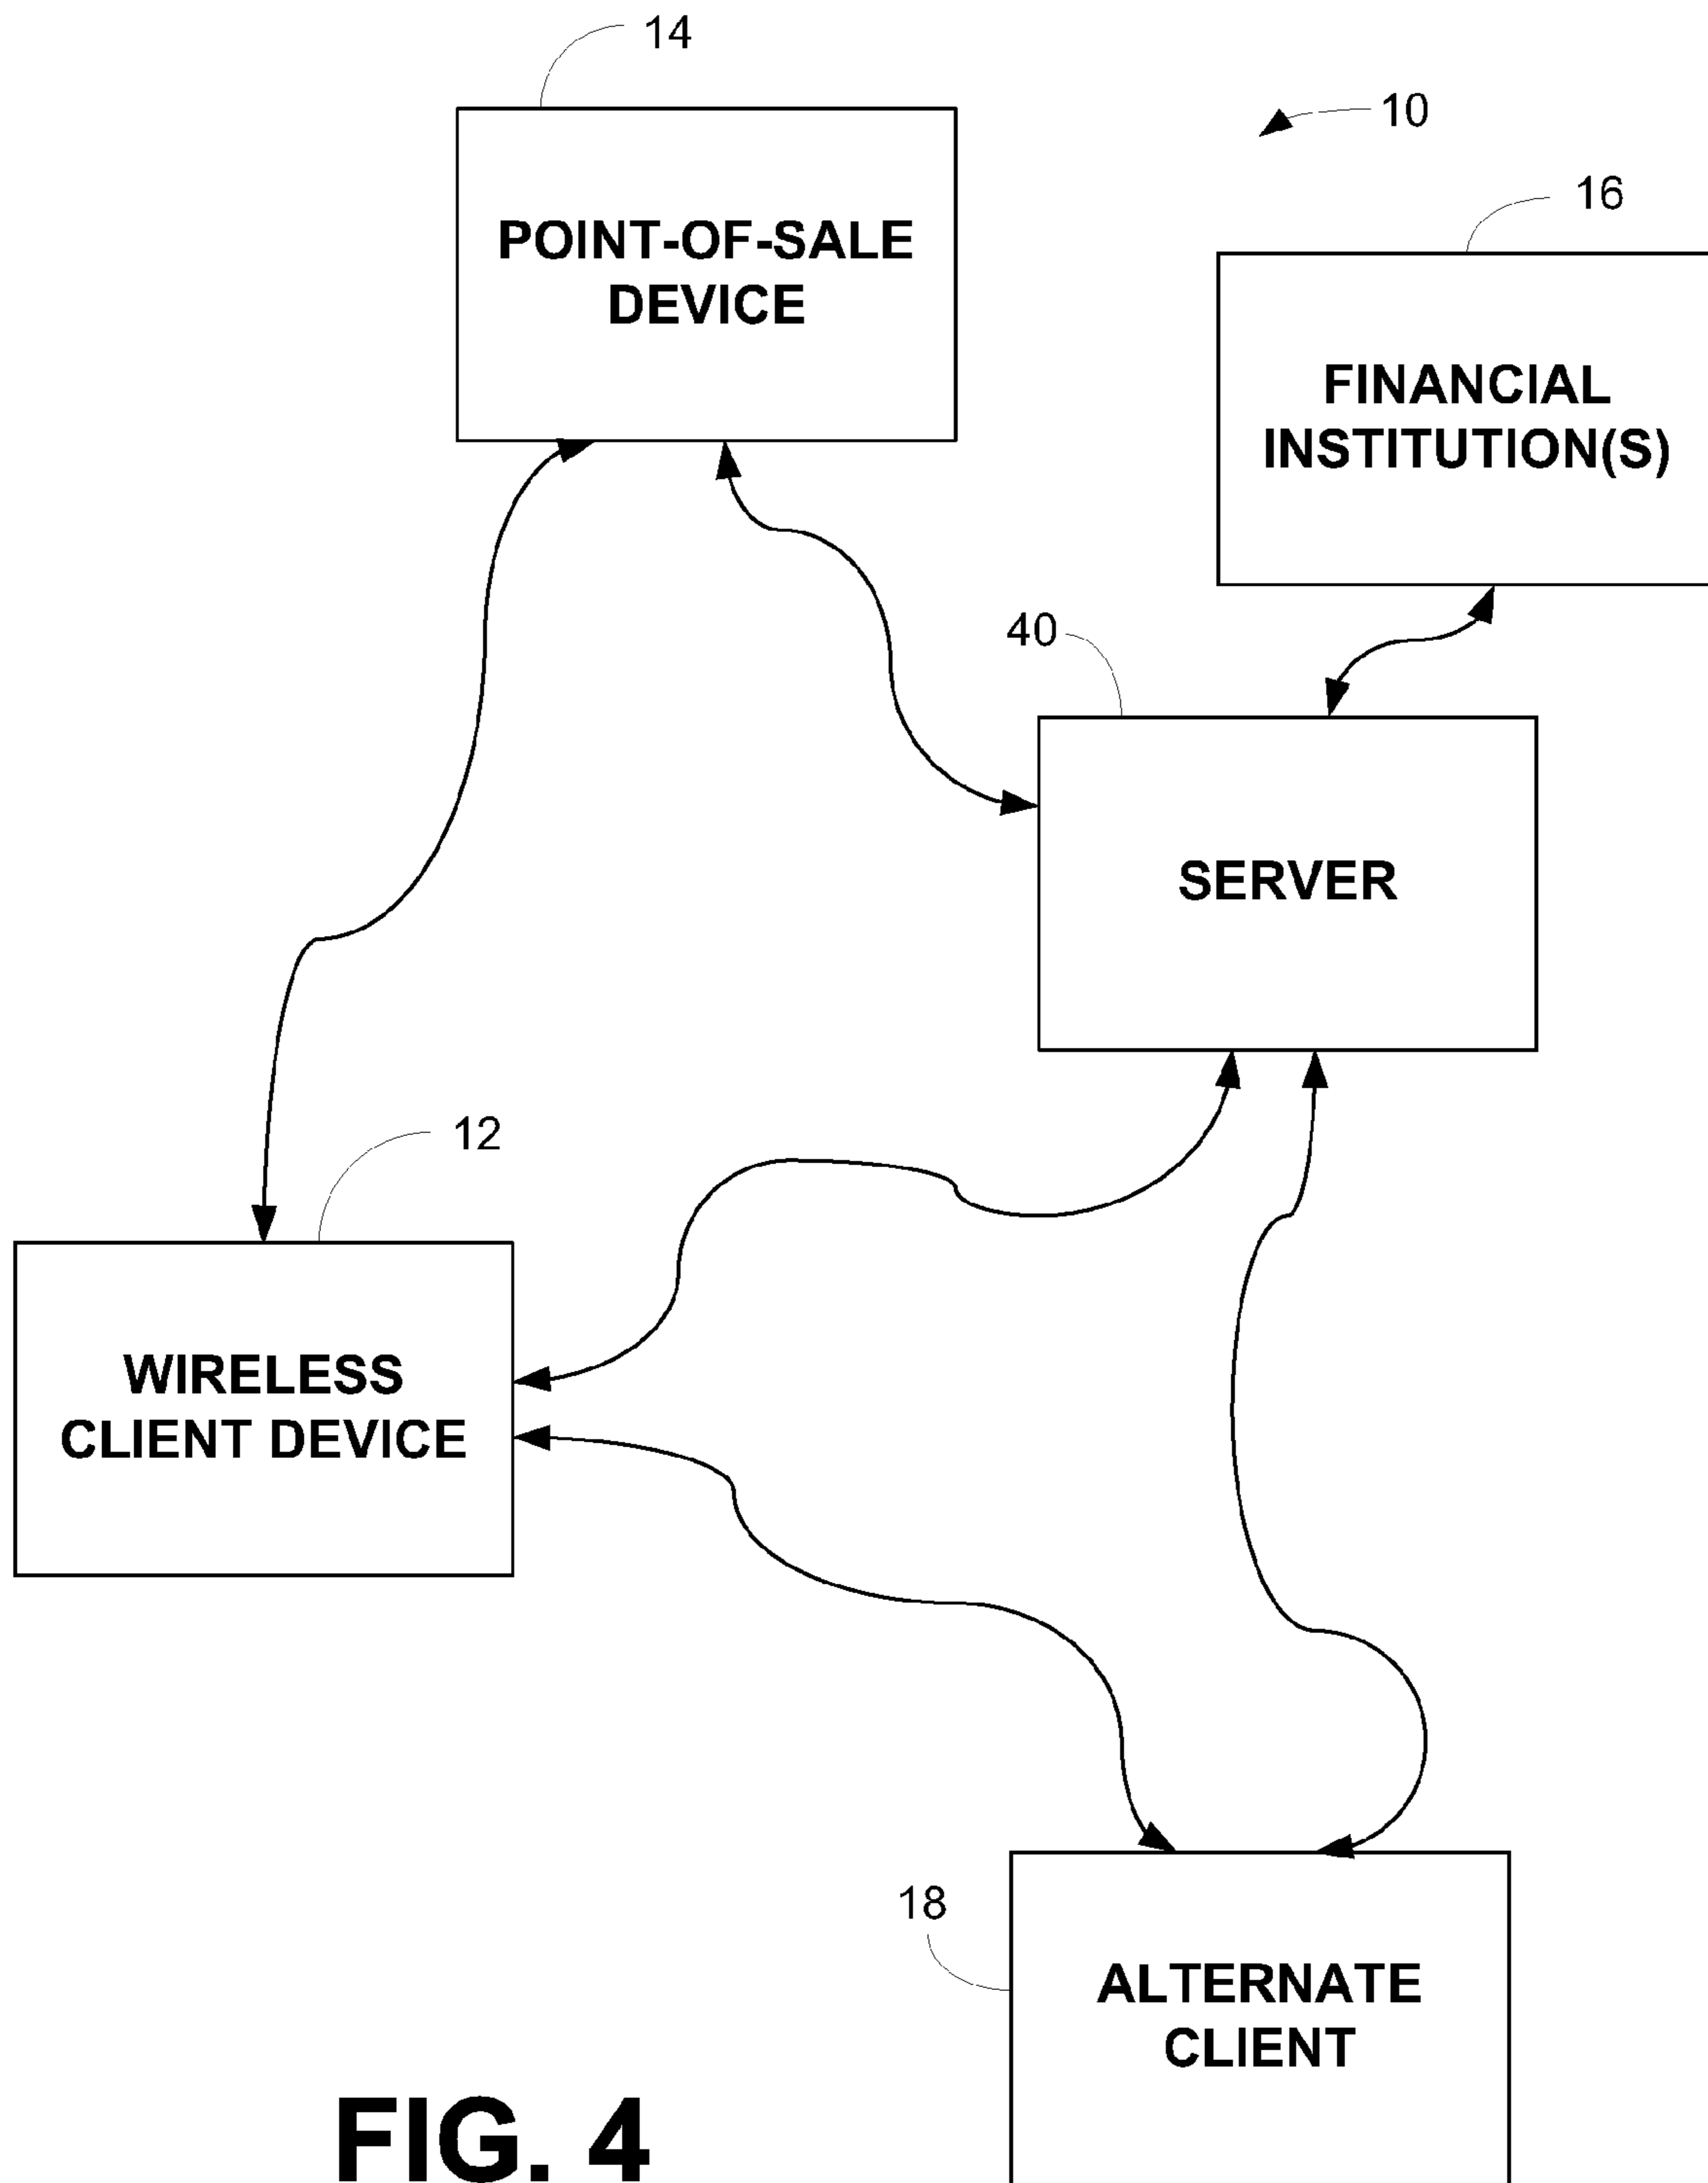 14
10
POINT-OF-SALE
DEVICE
16
FINANCIAL
INSTITUTION(S)
40
SERVER
12
WIRELESS
CLIENT DEVICE
18
ALTERNATE
CLIENT
FIG. 4